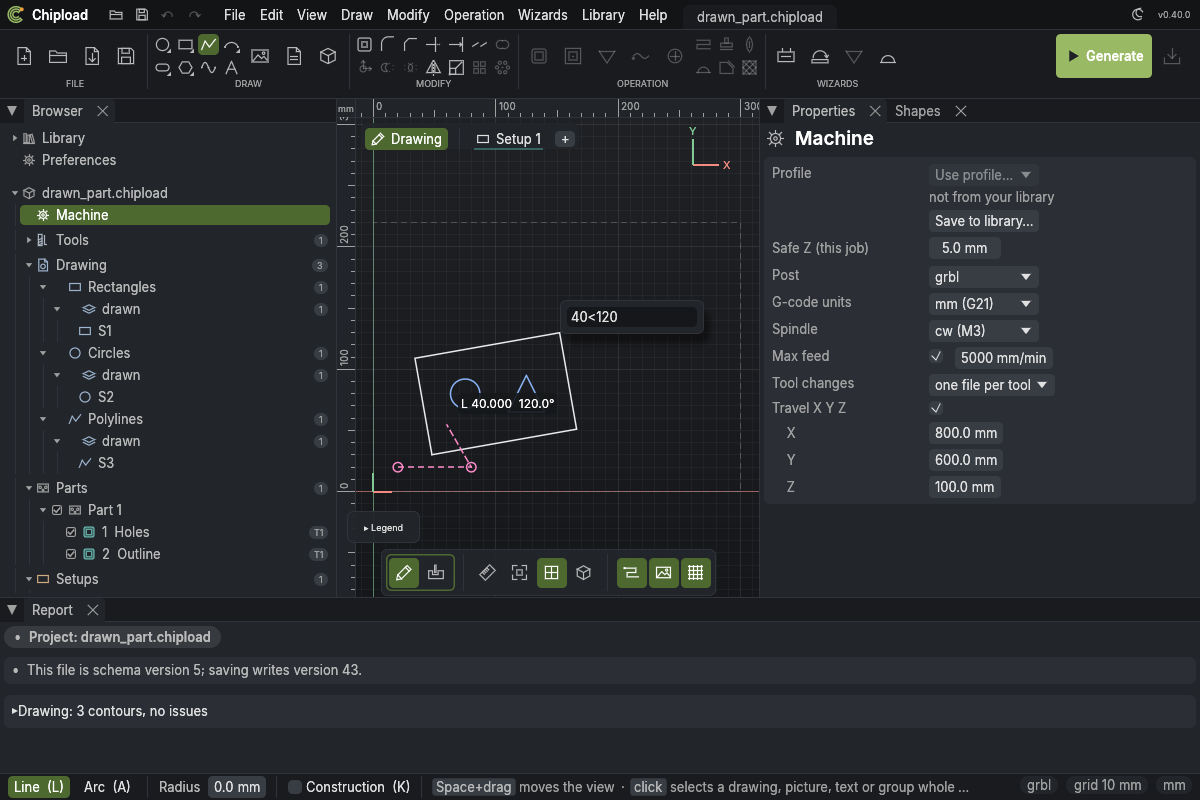 Chipload File Edit View Draw Modify Operation Wizards Library Help drawn_part.chipload v0.40.0
Generate
FILE DRAW MODIFY OPERATION WIZARDS
Browser
Library
Preferences
drawn_part.chipload
Machine
Tools 1
Drawing 3
Rectangles 1
drawn 1
S1
Circles 1
drawn 1
S2
Polylines 1
drawn 1
S3
Parts 1
Part 1
1 Holes T1
2 Outline T1
Setups 1
mm 0 100 200 300
Drawing Setup 1 +
Y
X
200
100
0
40<120
L 40.000 120.0°
▸ Legend
Properties Shapes
Machine
Profile Use profile...
not from your library
Save to library...
Safe Z (this job) 5.0 mm
Post grbl
G-code units mm (G21)
Spindle cw (M3)
Max feed 5000 mm/min
Tool changes one file per tool
Travel X Y Z
X 800.0 mm
Y 600.0 mm
Z 100.0 mm
Report
• Project: drawn_part.chipload
• This file is schema version 5; saving writes version 43.
▸Drawing: 3 contours, no issues
Line (L) Arc (A) Radius 0.0 mm Construction (K) Space+drag moves the view · click selects a drawing, picture, text or group whole ... grbl grid 10 mm mm